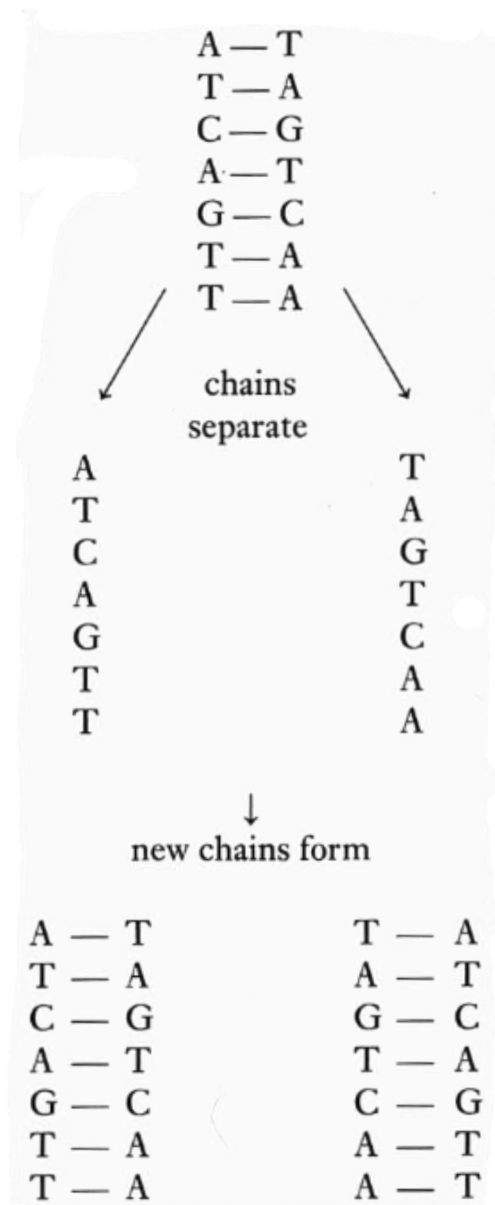 A — T
T — A
C — G
A — T
G — C
T — A
T — A
chains
separate
A T
T A
C G
A T
G C
T A
T A
↓
new chains form
A — T T — A
T — A A — T
C — G G — C
A — T T — A
G — C C — G
T — A A — T
T — A A — T